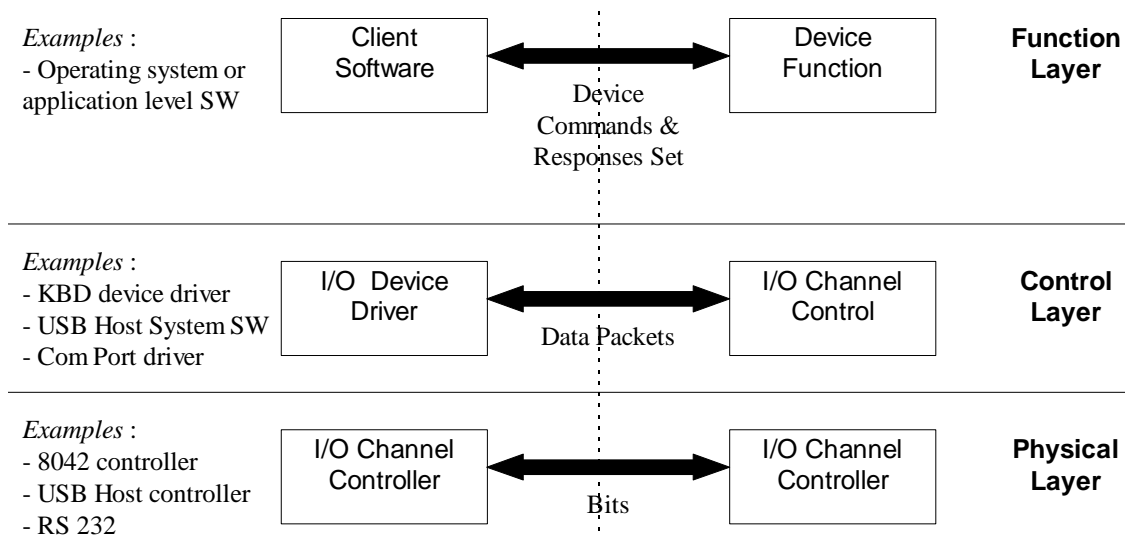 Examples :
- Operating system or
application level SW
Client
Software
Device
Commands &
Responses Set
Device
Function
Function
Layer
Examples :
- KBD device driver
- USB Host System SW
- Com Port driver
I/O Device
Driver
Data Packets
I/O Channel
Control
Control
Layer
Examples :
- 8042 controller
- USB Host controller
- RS 232
I/O Channel
Controller
Bits
I/O Channel
Controller
Physical
Layer